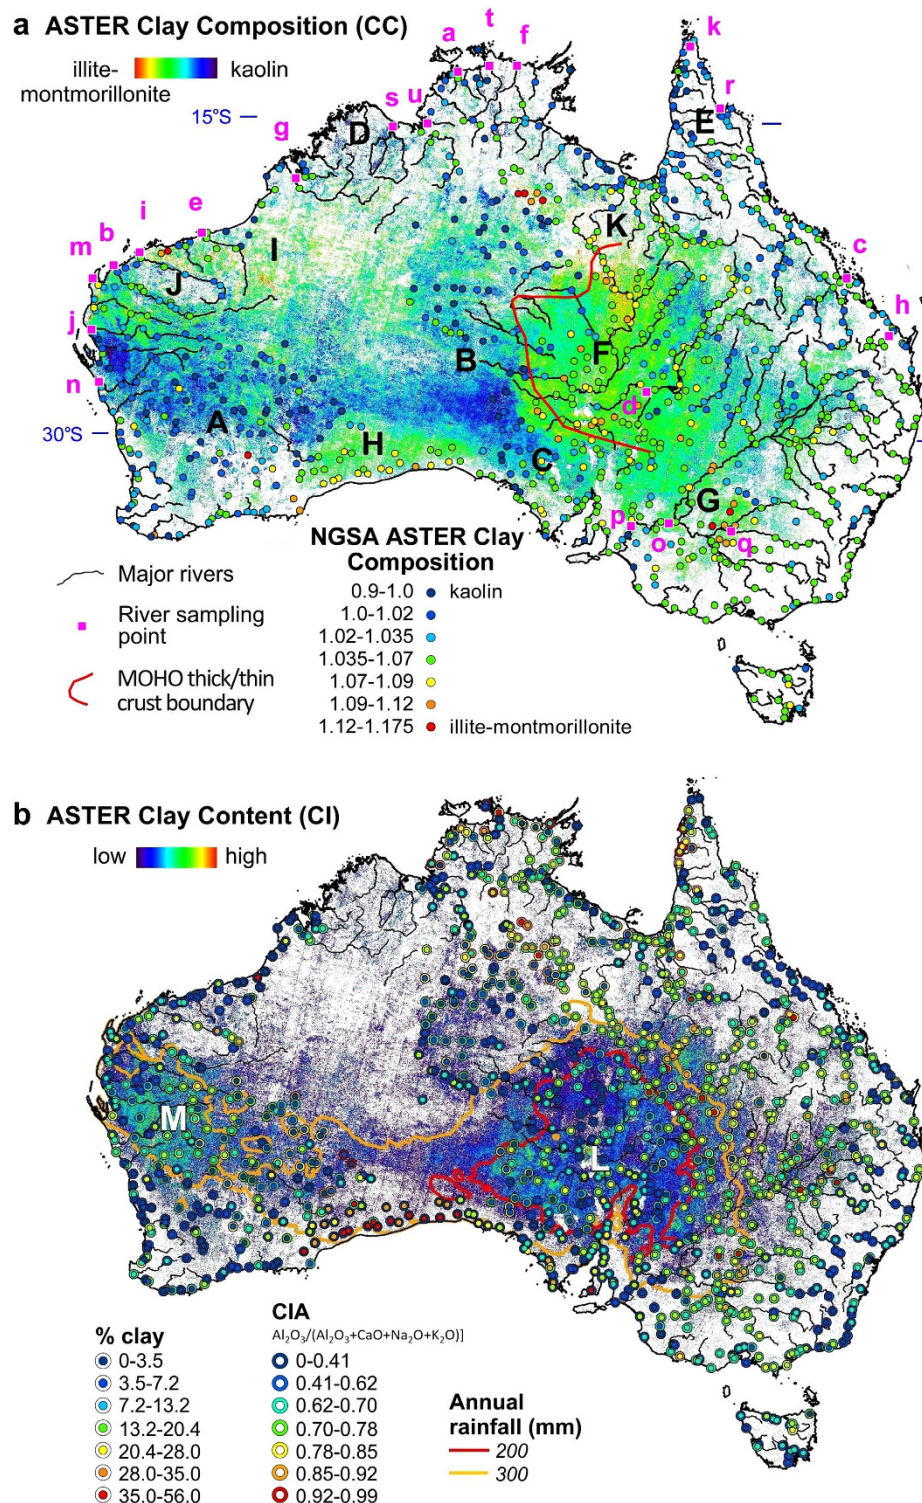 a ASTER Clay Composition (CC)
illite-
montmorillonite
kaolin
a
t
f
k
s
u
r
15°S
D
E
g
e
i
b
m
I
K
J
c
h
j
B
F
n
A
d
30°S
H
C
G
p
o
q
Major rivers
River sampling
point
MOHO thick/thin
crust boundary
NGSA ASTER Clay
Composition
0.9-1.0 kaolin
1.0-1.02
1.02-1.035
1.035-1.07
1.07-1.09
1.09-1.12
1.12-1.175 illite-montmorillonite
b ASTER Clay Content (CI)
low high
M
L
% clay
0-3.5
3.5-7.2
7.2-13.2
13.2-20.4
20.4-28.0
28.0-35.0
35.0-56.0
CIA
Al₂O₃/(Al₂O₃+CaO+Na₂O+K₂O)]
0-0.41
0.41-0.62
0.62-0.70
0.70-0.78
0.78-0.85
0.85-0.92
0.92-0.99
Annual
rainfall (mm)
200
300